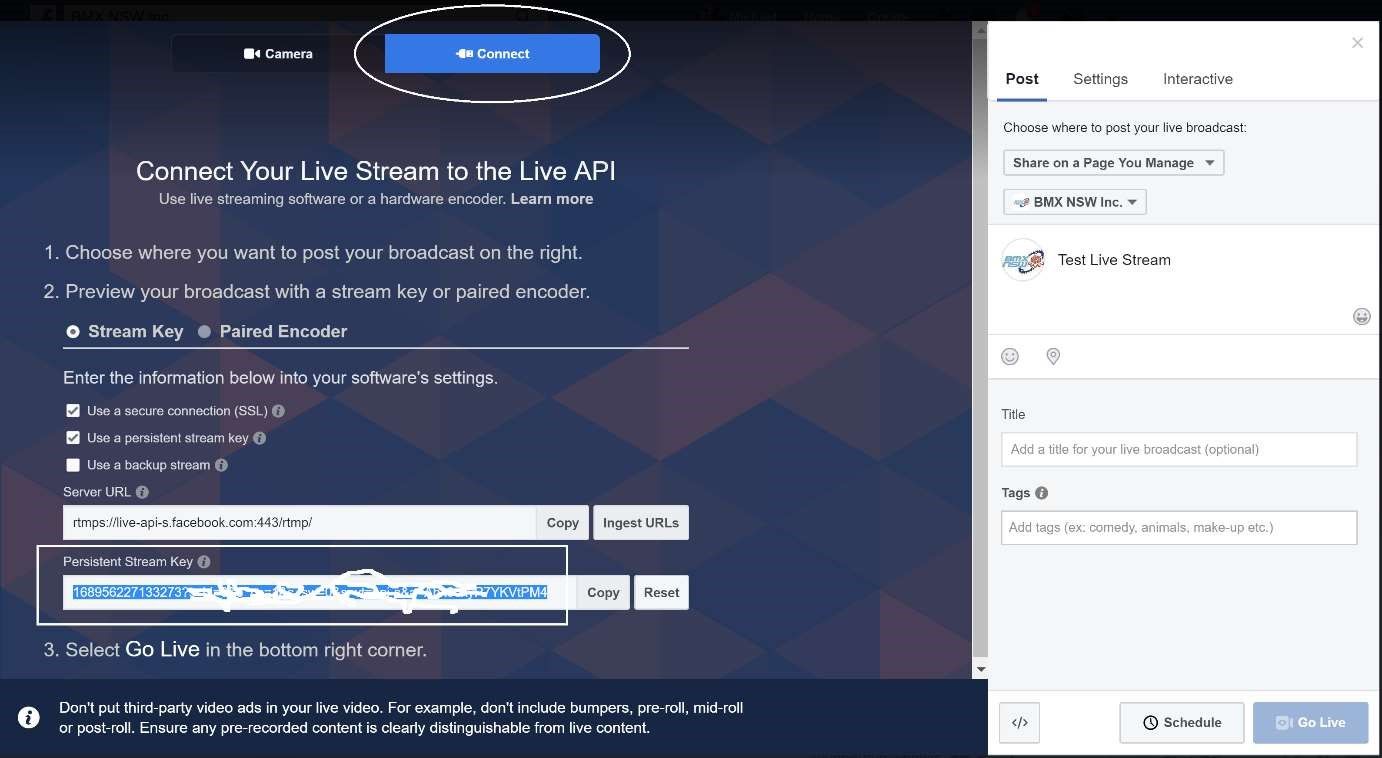 BMX NSW Inc.
Camera
Connect
Connect Your Live Stream to the Live API
Use live streaming software or a hardware encoder. Learn more
1. Choose where you want to post your broadcast on the right.
2. Preview your broadcast with a stream key or paired encoder.
Stream Key Paired Encoder
Enter the information below into your software's settings.
Use a secure connection (SSL)
Use a persistent stream key
Use a backup stream
Server URL
rtmps://live-api-s.facebook.com:443/rtmp/ Copy Ingest URLs
Persistent Stream Key
168956227133273? 7YKVtPM4 Copy Reset
3. Select Go Live in the bottom right corner.
Don't put third-party video ads in your live video. For example, don't include bumpers, pre-roll, mid-roll
or post-roll. Ensure any pre-recorded content is clearly distinguishable from live content.
Post Settings Interactive
Choose where to post your live broadcast:
Share on a Page You Manage
BMX NSW Inc.
BMX
NSW
Test Live Stream
Title
Add a title for your live broadcast (optional)
Tags
Add tags (ex: comedy, animals, make-up etc.)
</> Schedule Go Live